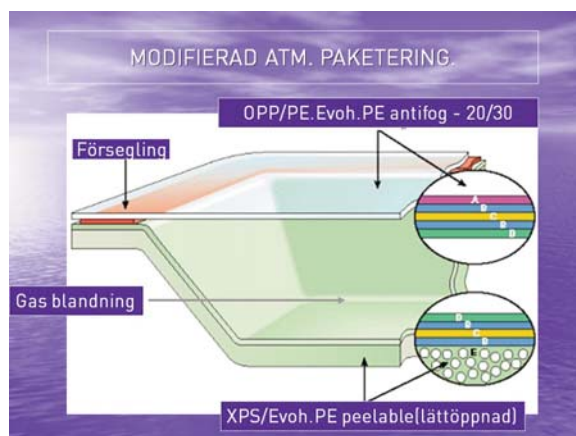 MODIFIERAD ATM. PAKETERING.
OPP/PE.Evoh.PE antifog - 20/30
Försegling
A
B
C
B
D
Gas blandning
D
B
C
B
E
XPS/Evoh.PE peelable(lättöppnad)